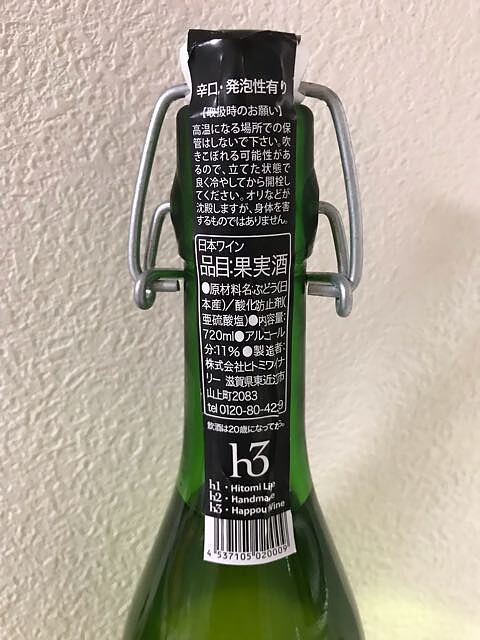 辛口・発泡性有り
【取扱時のお願い】
高温になる場所での保
管はしないで下さい。吹
きこぼれる可能性があ
るので、立てた状態で
良く冷やしてから開栓し
てください。オリなどが
沈殿しますが、身体を害
するものではありません。
日本ワイン
品目:果実酒
●原材料名:ぶどう(日
本産)/酸化防止剤(
亜硫酸塩)●内容量:
720ml●アルコール
分:11%●製造者:
株式会社ヒトミワイナ
リー 滋賀県東近江市
山上町2083
tel 0120-80-429
飲酒は20歳になってから。
h3
h1・Hitomi Life
h2・Handmade
h3・Happou Wine
4537105020009